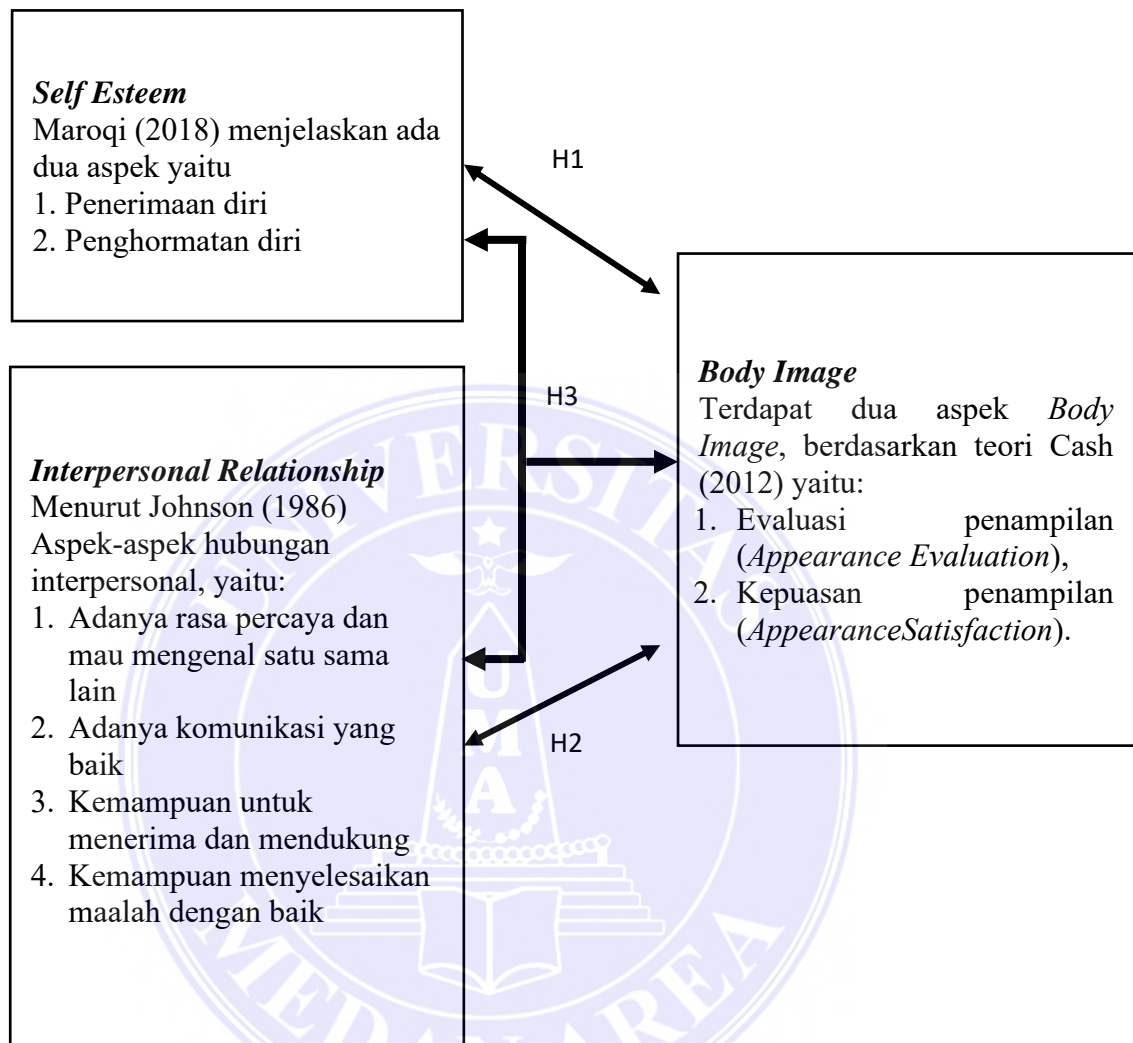 Self Esteem
Maroqi (2018) menjelaskan ada
dua aspek yaitu
1. Penerimaan diri
2. Penghormatan diri
H1
H3
Interpersonal Relationship
Menurut Johnson (1986)
Aspek-aspek hubungan
interpersonal, yaitu:
1. Adanya rasa percaya dan
mau mengenal satu sama
lain
2. Adanya komunikasi yang
baik
3. Kemampuan untuk
menerima dan mendukung
4. Kemampuan menyelesaikan
maalah dengan baik
H2
Body Image
Terdapat dua aspek Body
Image, berdasarkan teori Cash
(2012) yaitu:
1. Evaluasi penampilan
(Appearance Evaluation),
2. Kepuasan penampilan
(AppearanceSatisfaction).
UNIVERSITAS
UMA
MEDAN AREA